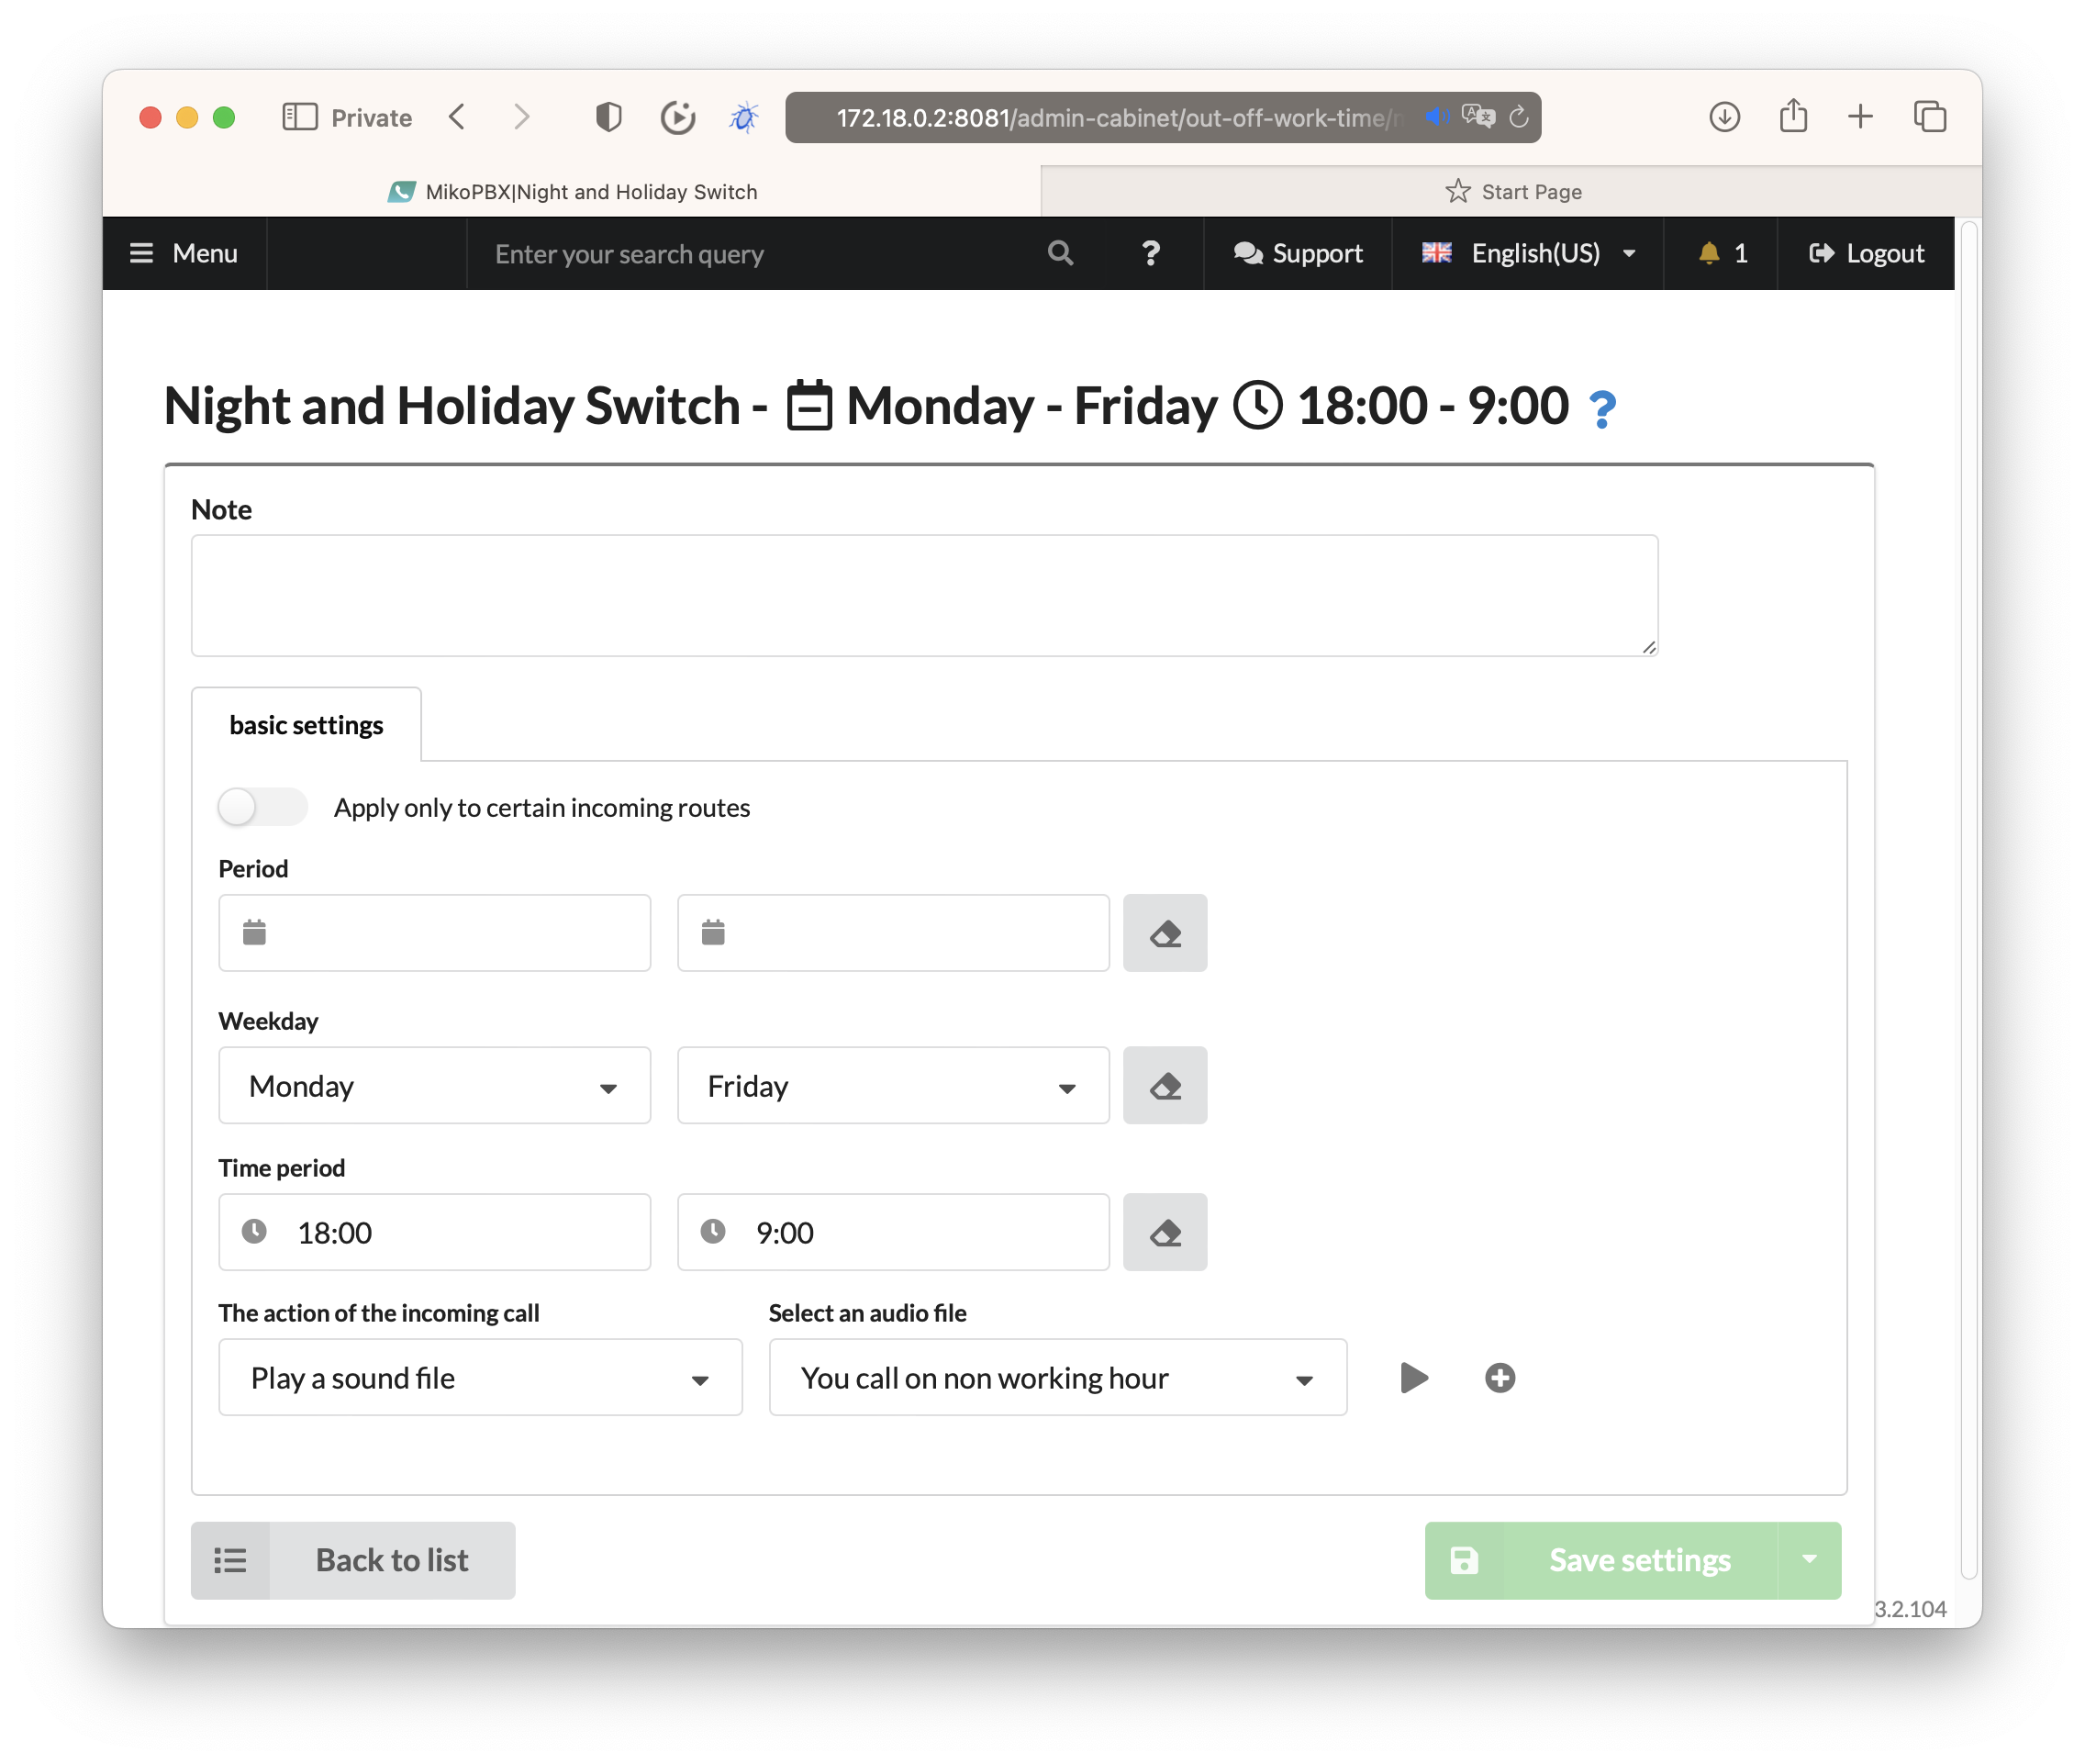 Private
172.18.0.2:8081/admin-cabinet/out-off-work-time/
MikoPBX|Night and Holiday Switch
Start Page
Menu
Enter your search query
?
Support
English(US)
1
Logout
Night and Holiday Switch - Monday - Friday 18:00 - 9:00 ?
Note
basic settings
Apply only to certain incoming routes
Period
Weekday
Monday
Friday
Time period
18:00
9:00
The action of the incoming call
Select an audio file
Play a sound file
You call on non working hour
Back to list
Save settings
3.2.104